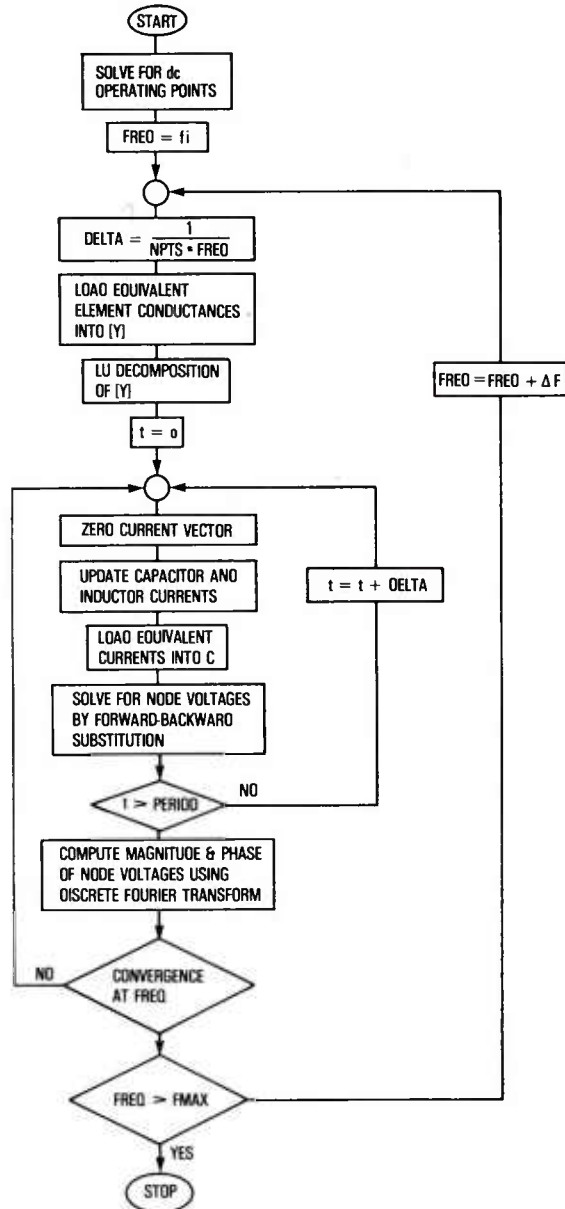 START
SOLVE FOR dc
OPERATING POINTS
FREQ = fi
DELTA = 1
NPTS * FREQ
LOAD EQUIVALENT
ELEMENT CONDUCTANCES
INTO [Y]
LU DECOMPOSITION
OF [Y]
FREQ = FREQ + Δ F
t = o
ZERO CURRENT VECTOR
UPDATE CAPACITOR AND
INDUCTOR CURRENTS
t = t + DELTA
LOAD EQUIVALENT
CURRENTS INTO C
SOLVE FOR NODE VOLTAGES
BY FORWARD-BACKWARD
SUBSTITUTION
t > PERIOD
NO
COMPUTE MAGNITUDE & PHASE
OF NODE VOLTAGES USING
DISCRETE FOURIER TRANSFORM
NO
CONVERGENCE
AT FREQ
FREQ > FMAX
YES
STOP